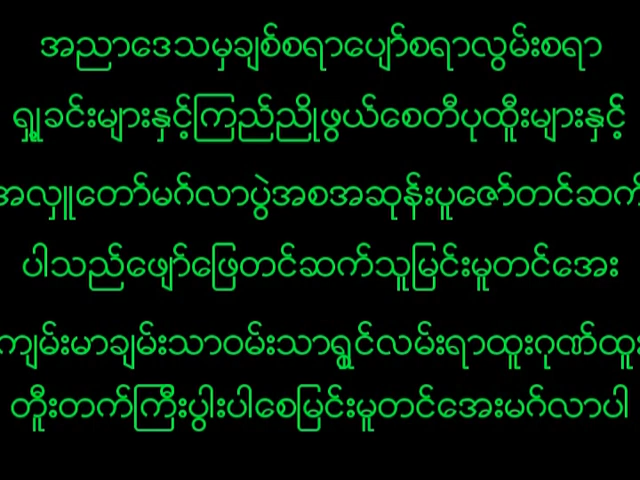 အညာဒေသမှချစ်စရာပျော်စရာလွမ်းစရာ
ရှုခင်းများနှင့်ကြည်ညိုဖွယ်စေတီပုထိုးများနှင့်
အလှူတော်မင်္ဂလာပွဲအစအဆုန်းပူဇော်တင်ဆက်
ပါသည်ဖျော်ဖြေတင်ဆက်သူမြင်းမူတင်အေး
ကျမ်းမာချမ်းသာဝမ်းသာရွှင်လမ်းရာထူးဂုဏ်ထူး
တိုးတက်ကြီးပွါးပါစေမြင်းမူတင်အေးမင်္ဂလာပါ